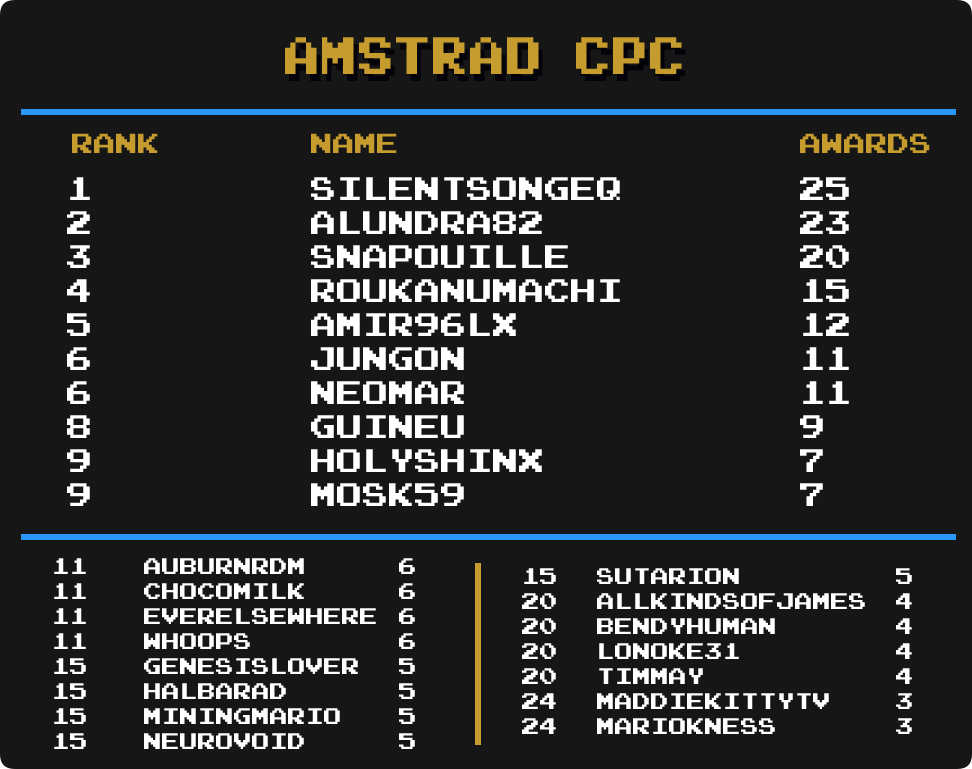 AMSTRAD CPC
RANK NAME AWARDS
1 SILENTSONGEQ 25
2 ALUNDRA82 23
3 SNAPOUILLE 20
4 ROUKANUMACHI 15
5 AMIR96LX 12
6 JUNGON 11
6 NEOMAR 11
8 GUINEU 9
9 HOLYSHINX 7
9 MOSK59 7
11 AUBURNRDM 6
11 CHOCOMILK 6
11 EVERELSEWHERE 6
11 WHOOPS 6
15 GENESISLOVER 5
15 HALBARAD 5
15 MININGMARIO 5
15 NEUROVOID 5
15 SUTARION 5
20 ALLKINDSOFJAMES 4
20 BENDYHUMAN 4
20 LONOKE31 4
20 TIMMAY 4
24 MADDIEKITTYTV 3
24 MARIOKNESS 3